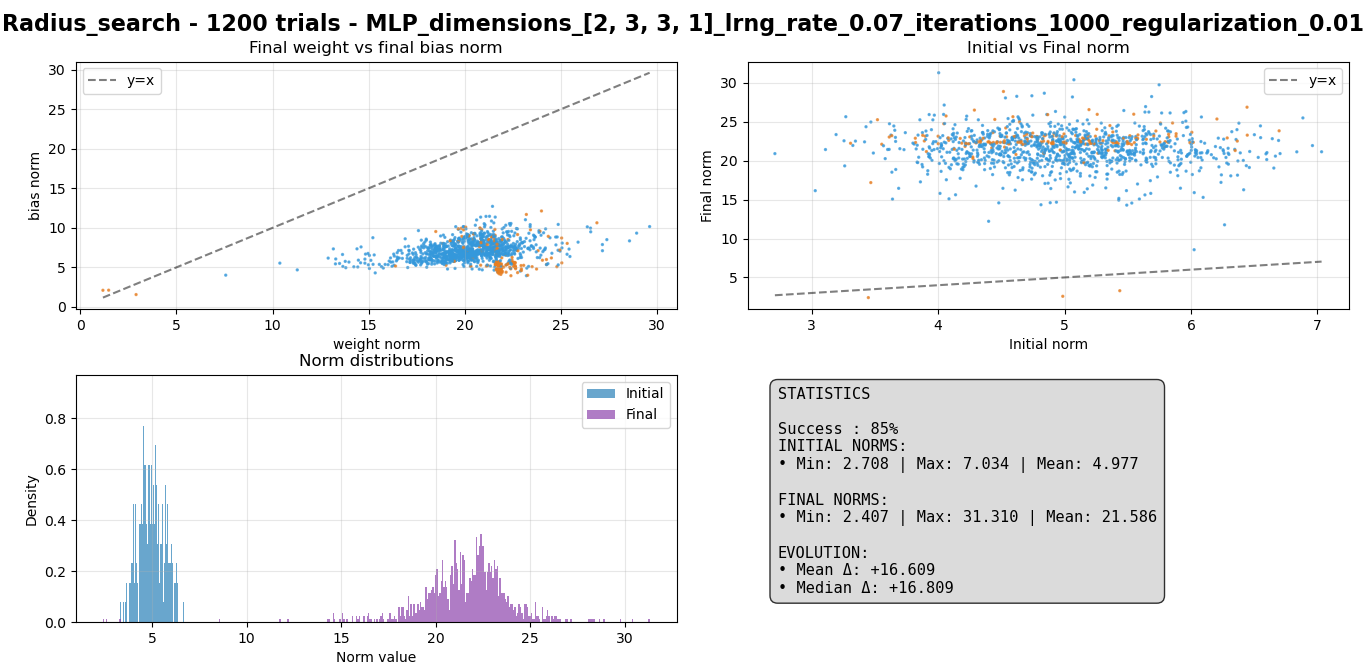 Radius_search - 1200 trials - MLP_dimensions_[2, 3, 3, 1]_lrng_rate_0.07_iterations_1000_regularization_0.01
Final weight vs final bias norm
y=x
30
25
20
15
10
5
0
bias norm
0 5 10 15 20 25 30
weight norm
Initial vs Final norm
y=x
30
25
20
15
10
5
Final norm
3 4 5 6 7
Initial norm
Norm distributions
Initial
Final
0.8
0.6
0.4
0.2
0.0
Density
5 10 15 20 25 30
Norm value
STATISTICS
Success : 85%
INITIAL NORMS:
• Min: 2.708 | Max: 7.034 | Mean: 4.977
FINAL NORMS:
• Min: 2.407 | Max: 31.310 | Mean: 21.586
EVOLUTION:
• Mean Δ: +16.609
• Median Δ: +16.809